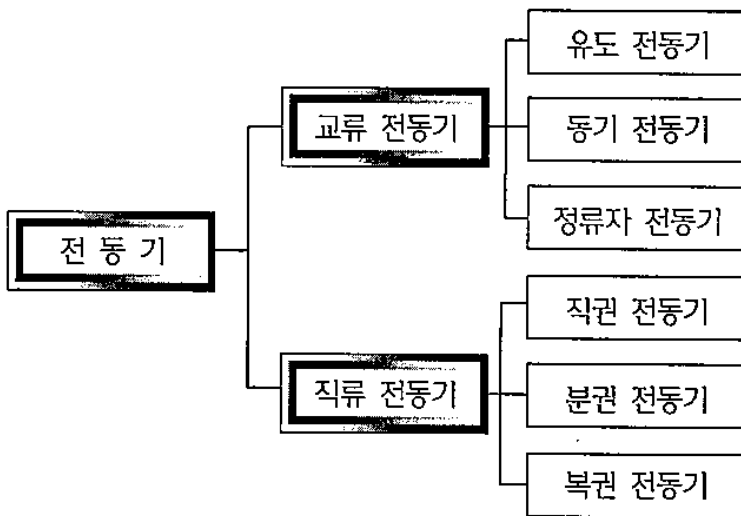 유도 전동기
교류 전동기
동기 전동기
정류자 전동기
전 동 기
직권 전동기
직류 전동기
분권 전동기
복권 전동기